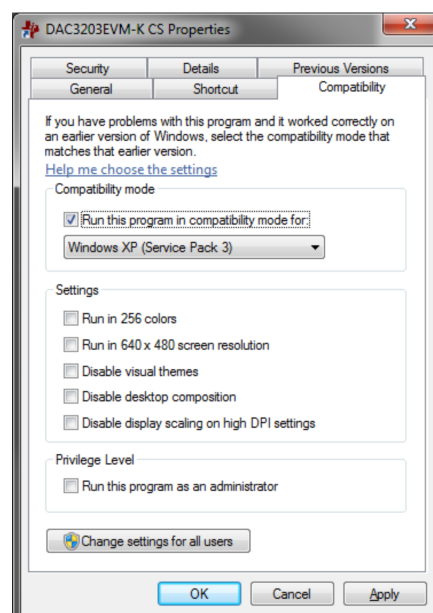 DAC3203EVM-K CS Properties
Security Details Previous Versions
General Shortcut Compatibility
If you have problems with this program and it worked correctly on
an earlier version of Windows, select the compatibility mode that
matches that earlier version.
Help me choose the settings
Compatibility mode
Run this program in compatibility mode for:
Windows XP (Service Pack 3)
Settings
Run in 256 colors
Run in 640 x 480 screen resolution
Disable visual themes
Disable desktop composition
Disable display scaling on high DPI settings
Privilege Level
Run this program as an administrator
Change settings for all users
OK Cancel Apply